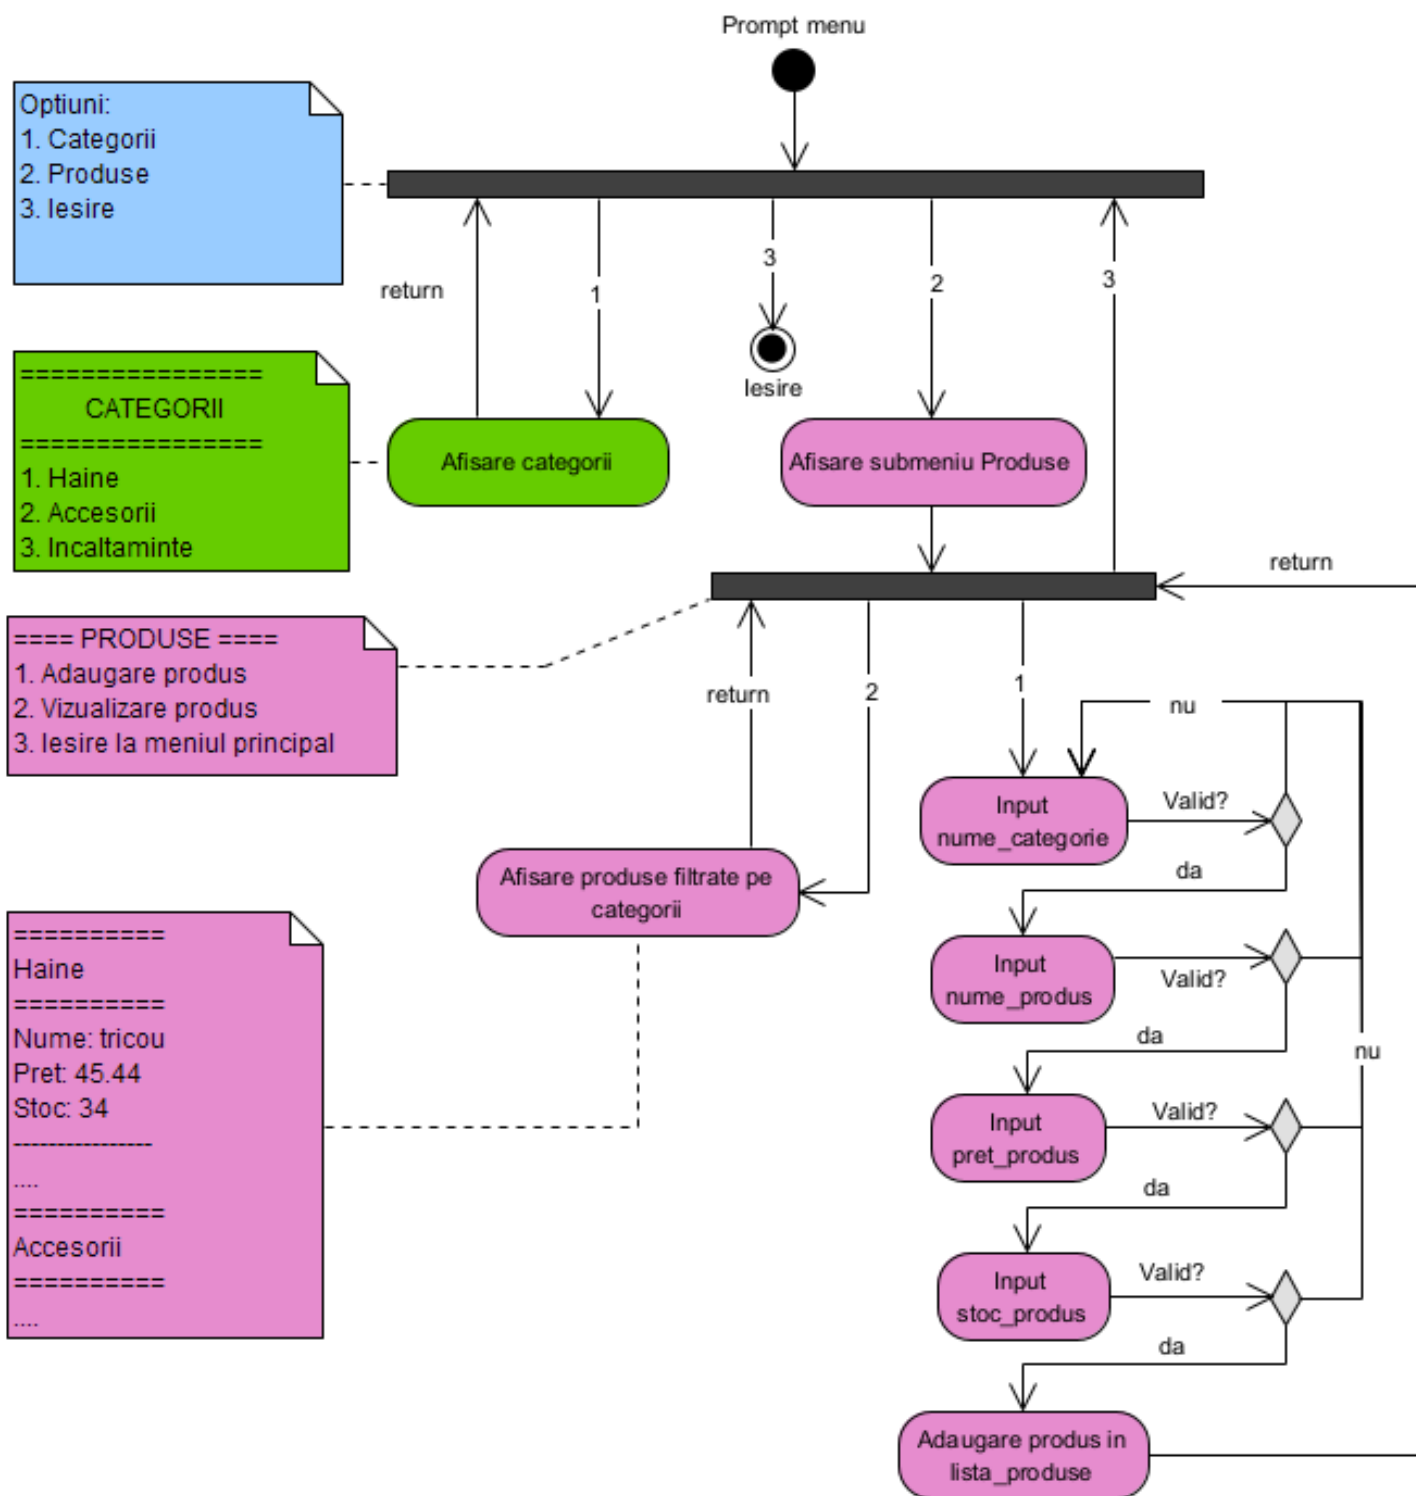 Prompt menu
Optiuni:
1. Categorii
2. Produse
3. Iesire
return
1
3
2
3
Iesire
================
CATEGORII
================
1. Haine
2. Accesorii
3. Incaltaminte
Afisare categorii
Afisare submeniu Produse
return
==== PRODUSE ====
1. Adaugare produs
2. Vizualizare produs
3. Iesire la meniul principal
return
2
1
nu
Input
nume_categorie
Valid?
da
Afisare produse filtrate pe
categorii
==========
Haine
==========
Nume: tricou
Pret: 45.44
Stoc: 34
----------------
....
==========
Accesorii
==========
....
Input
nume_produs
Valid?
da
nu
Input
pret_produs
Valid?
da
Input
stoc_produs
Valid?
da
Adaugare produs in
lista_produse